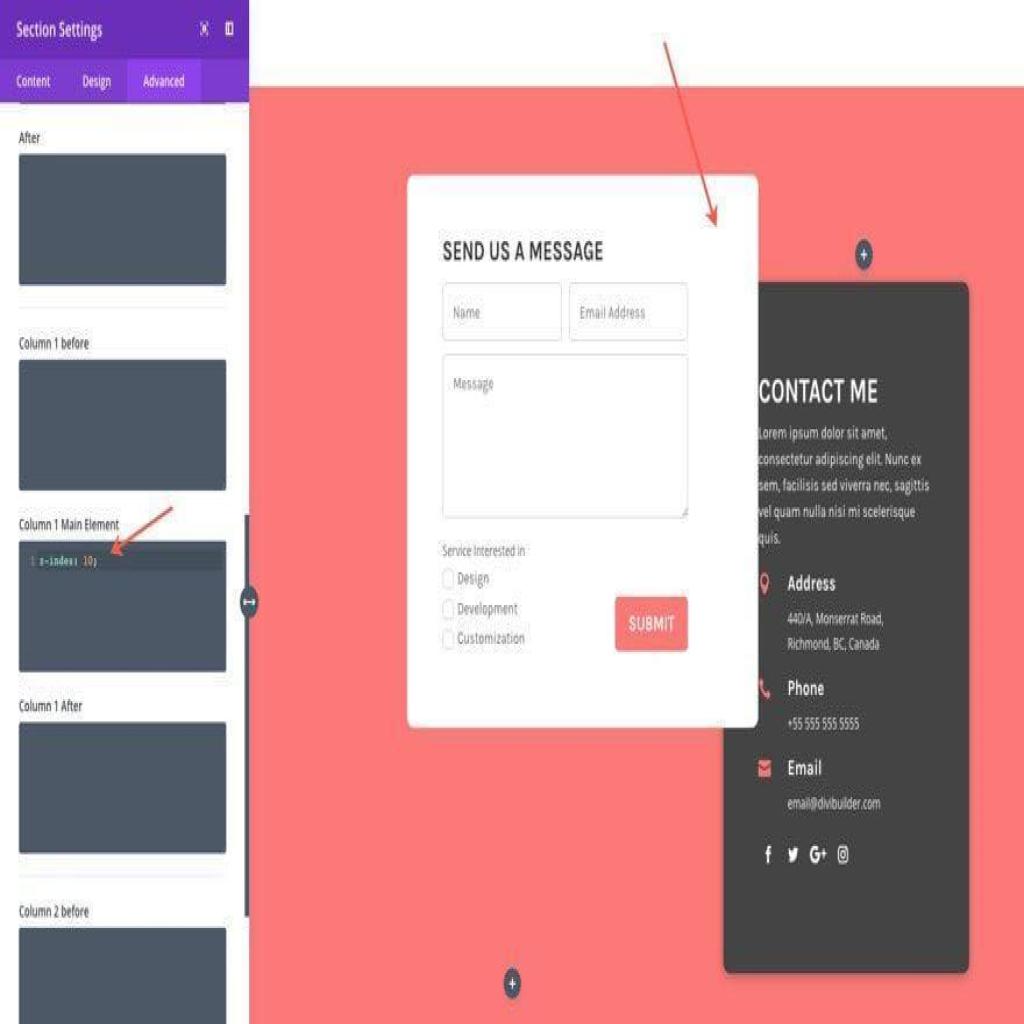 Section Settings
Content Design Advanced
After
Column 1 before
Column 1 Main Element
1 z-index: 10;
Column 1 After
Column 2 before
SEND US A MESSAGE
Name Email Address
Message
Service Interested in
Design
Development
Customization
SUBMIT
CONTACT ME
Lorem ipsum dolor sit amet,
consectetur adipiscing elit. Nunc ex
sem, facilisis sed viverra nec, sagittis
vel quam nulla nisi mi scelerisque
quis.
Address
440/A, Monserrat Road,
Richmond, BC, Canada
Phone
+55 555 555 5555
Email
email@divibuilder.com